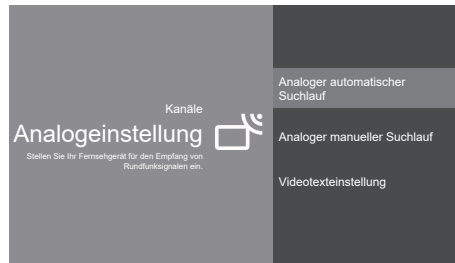 Kanäle
Analogeinstellung
Stellen Sie Ihr Fernsehgerät für den Empfang von
Rundfunksignalen ein.
Analoger automatischer
Suchlauf
Analoger manueller Suchlauf
Videotexteinstellung